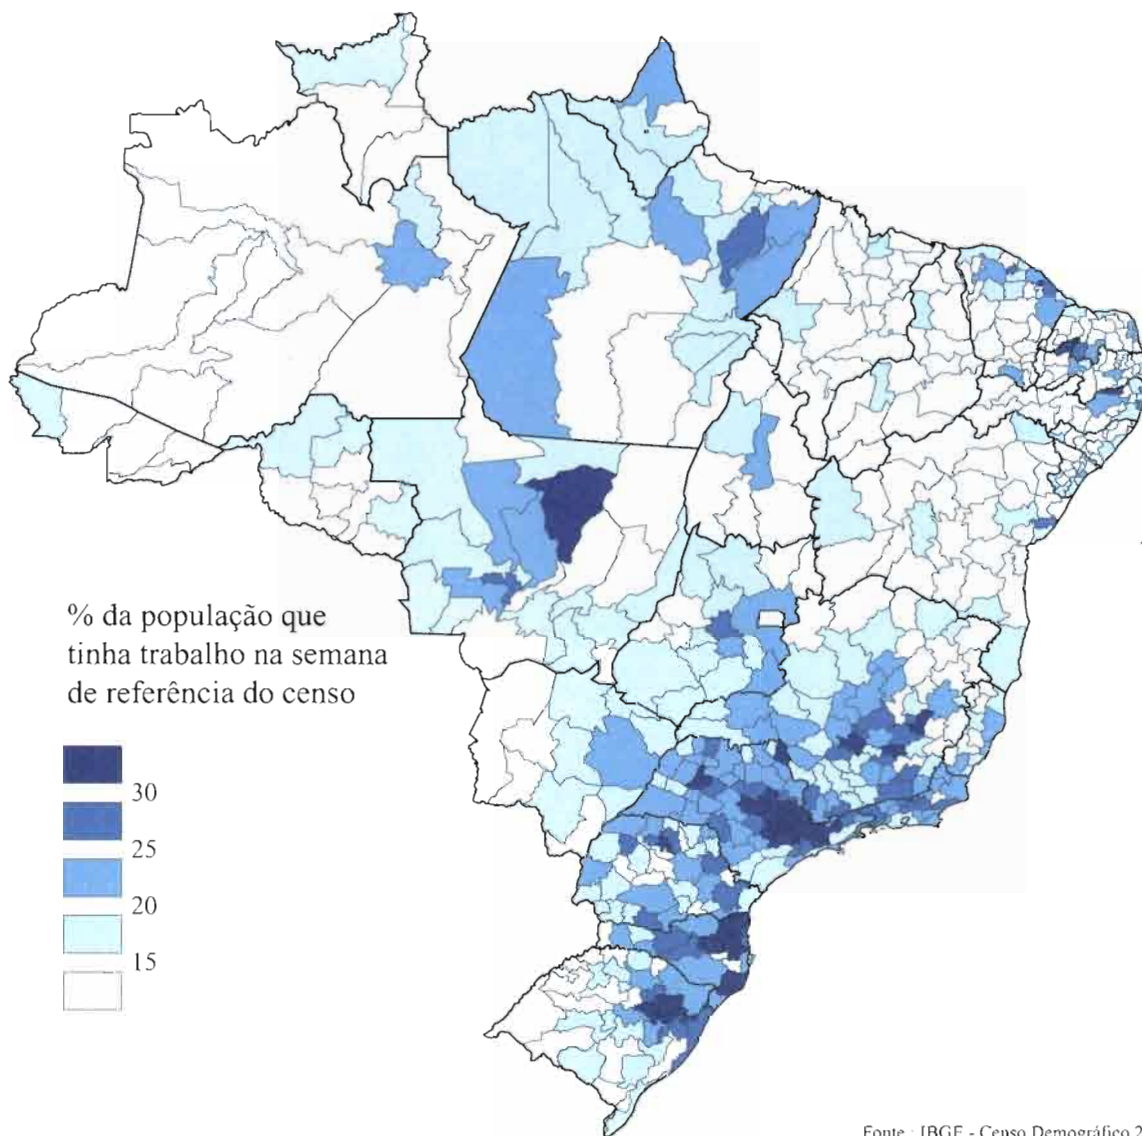 % da população que
tinha trabalho na semana
de referência do censo
30
25
20
15
Fonte : IBGE - Censo Demográfico 2